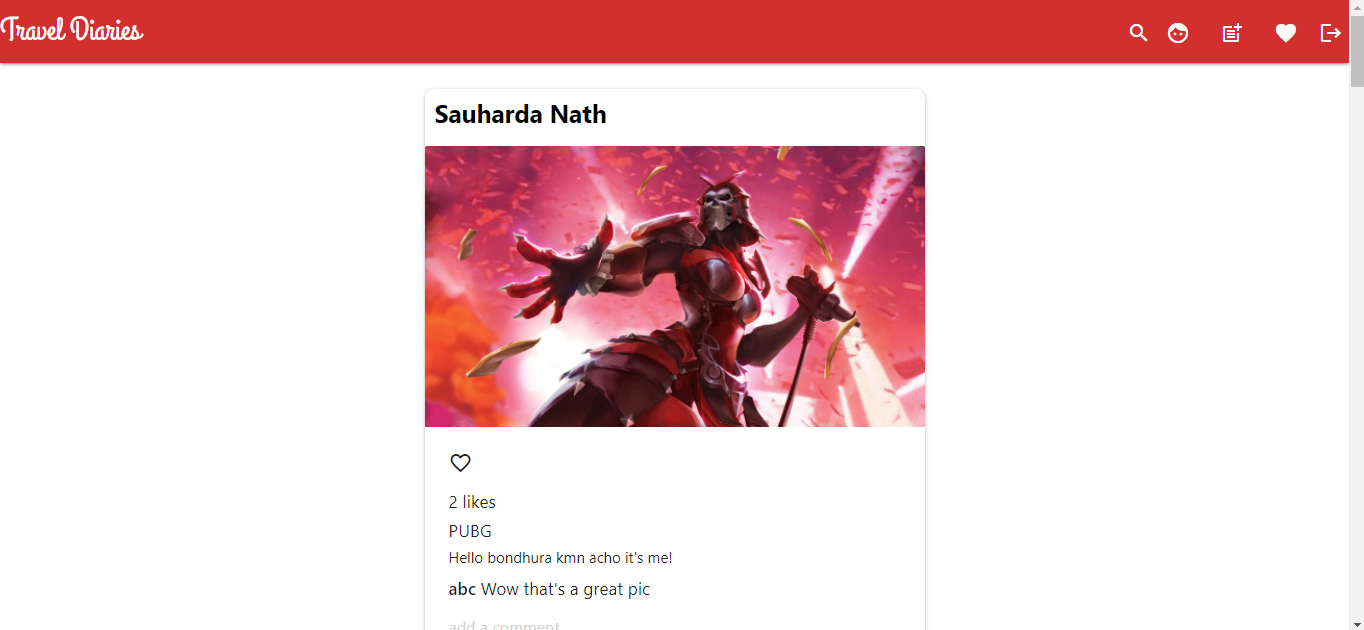 Travel Diaries
Sauharda Nath
2 likes
PUBG
Hello bondhura kmn acho it's me!
abc Wow that's a great pic
add a comment